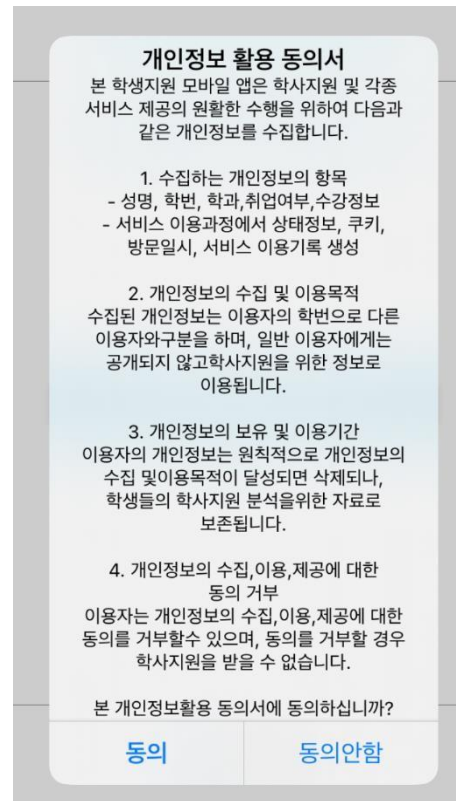 개인정보 활용 동의서
본 학생지원 모바일 앱은 학사지원 및 각종
서비스 제공의 원활한 수행을 위하여 다음과
같은 개인정보를 수집합니다.
1. 수집하는 개인정보의 항목
- 성명, 학번, 학과,취업여부,수강정보
- 서비스 이용과정에서 상태정보, 쿠키,
방문일시, 서비스 이용기록 생성
2. 개인정보의 수집 및 이용목적
수집된 개인정보는 이용자의 학번으로 다른
이용자와구분을 하며, 일반 이용자에게는
공개되지 않고학사지원을 위한 정보로
이용됩니다.
3. 개인정보의 보유 및 이용기간
이용자의 개인정보는 원칙적으로 개인정보의
수집 및이용목적이 달성되면 삭제되나,
학생들의 학사지원 분석을위한 자료로
보존됩니다.
4. 개인정보의 수집,이용,제공에 대한
동의 거부
이용자는 개인정보의 수집,이용,제공에 대한
동의를 거부할수 있으며, 동의를 거부할 경우
학사지원을 받을 수 없습니다.
본 개인정보활용 동의서에 동의하십니까?
동의
동의안함